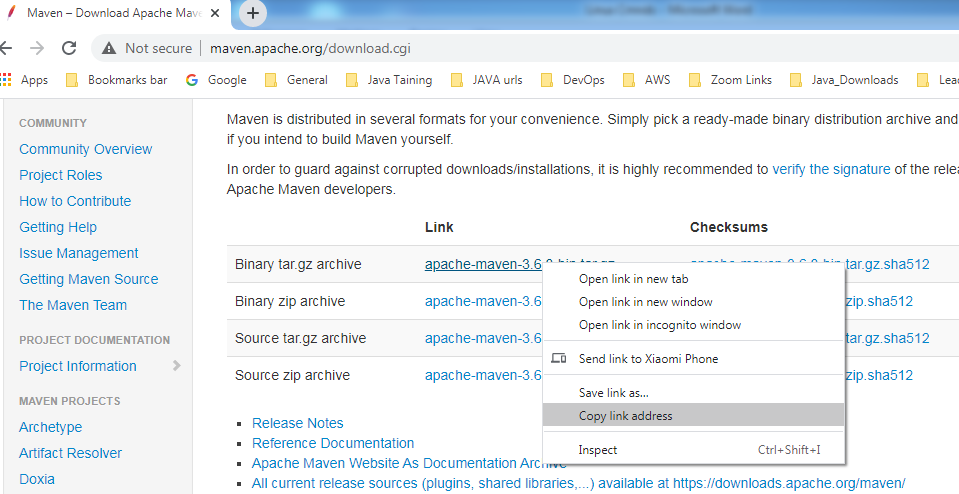 Maven – Download Apache Mave
Not secure | maven.apache.org/download.cgi
Apps Bookmarks bar Google General Java Taining JAVA urls DevOps AWS Zoom Links Java_Downloads Lea
COMMUNITY
Community Overview
Project Roles
How to Contribute
Getting Help
Issue Management
Getting Maven Source
The Maven Team
PROJECT DOCUMENTATION
Project Information
MAVEN PROJECTS
Archetype
Artifact Resolver
Doxia
Maven is distributed in several formats for your convenience. Simply pick a ready-made binary distribution archive and
if you intend to build Maven yourself.
In order to guard against corrupted downloads/installations, it is highly recommended to verify the signature of the relea
Apache Maven developers.
Link Checksums
Binary tar.gz archive apache-maven-3.6 tar.gz.sha512
Binary zip archive apache-maven-3.6 zip.sha512
Source tar.gz archive apache-maven-3.6 tar.gz.sha512
Source zip archive apache-maven-3.6 zip.sha512
Release Notes
Reference Documentation
Apache Maven Website As Documentation Archive
All current release sources (plugins, shared libraries,...) available at https://downloads.apache.org/maven/
Open link in new tab
Open link in new window
Open link in incognito window
Send link to Xiaomi Phone
Save link as...
Copy link address
Inspect Ctrl+Shift+I